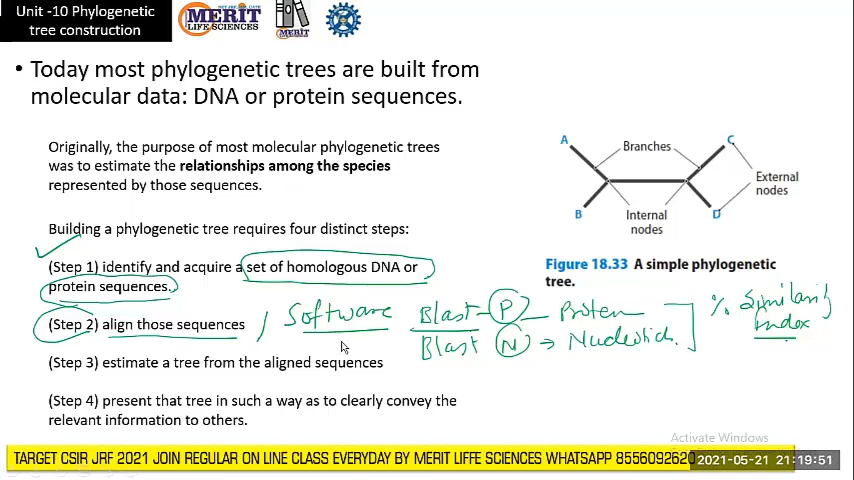 Unit -10 Phylogenetic
tree construction
MERIT
LIFE SCIENCES
MERIT
• Today most phylogenetic trees are built from
molecular data: DNA or protein sequences.
Originally, the purpose of most molecular phylogenetic trees
was to estimate the relationships among the species
represented by those sequences.
Building a phylogenetic tree requires four distinct steps:
(Step 1) identify and acquire a set of homologous DNA or
protein sequences.
(Step 2) align those sequences / Software Blast-P - Protein
Blast N → Nucleotide.
% Similarity
index
(Step 3) estimate a tree from the aligned sequences
(Step 4) present that tree in such a way as to clearly convey the
relevant information to others.
A
Branches
C
External
nodes
B
Internal
nodes
D
Figure 18.33 A simple phylogenetic
tree.
Activate Windows
TARGET CSIR JRF 2021 JOIN REGULAR ON LINE CLASS EVERYDAY BY MERIT LIFFE SCIENCES WHATSAPP 8556092620
2021-05-21 21:19:51